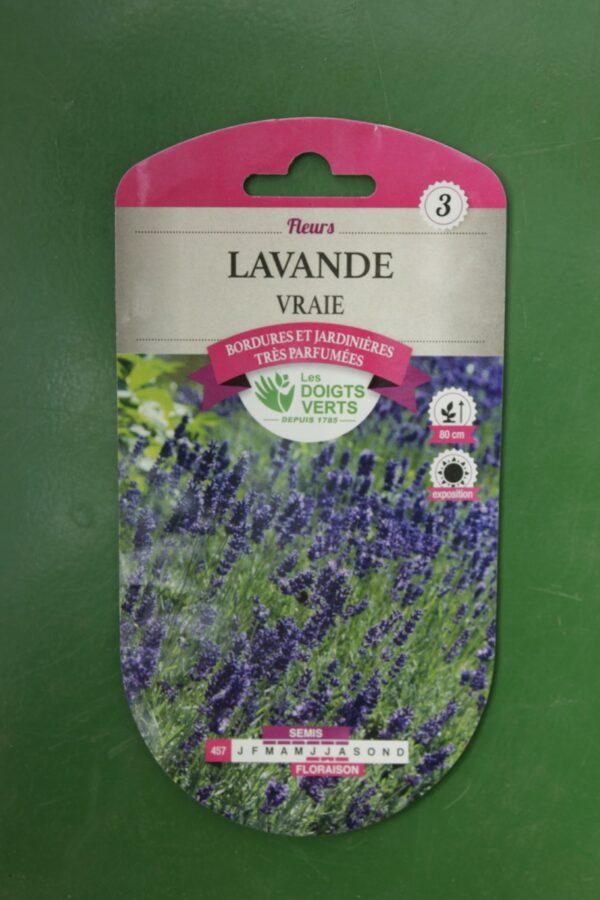 3
Fleurs
LAVANDE
VRAIE
BORDURES ET JARDINIÈRES
TRÈS PARFUMÉES
Les
DOIGTS
VERTS
DEPUIS 1785
80 cm
exposition
SEMIS
457 J F M A M J J A S O N D
FLORAISON